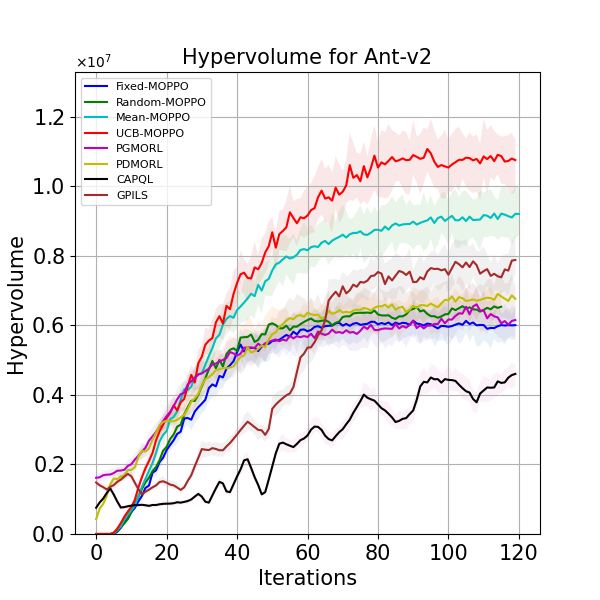 Hypervolume for Ant-v2
×10⁷
Fixed-MOPPO
Random-MOPPO
Mean-MOPPO
UCB-MOPPO
PGMORL
PDMORL
CAPQL
GPILS
Hypervolume
1.2
1.0
0.8
0.6
0.4
0.2
0.0
0 20 40 60 80 100 120
Iterations